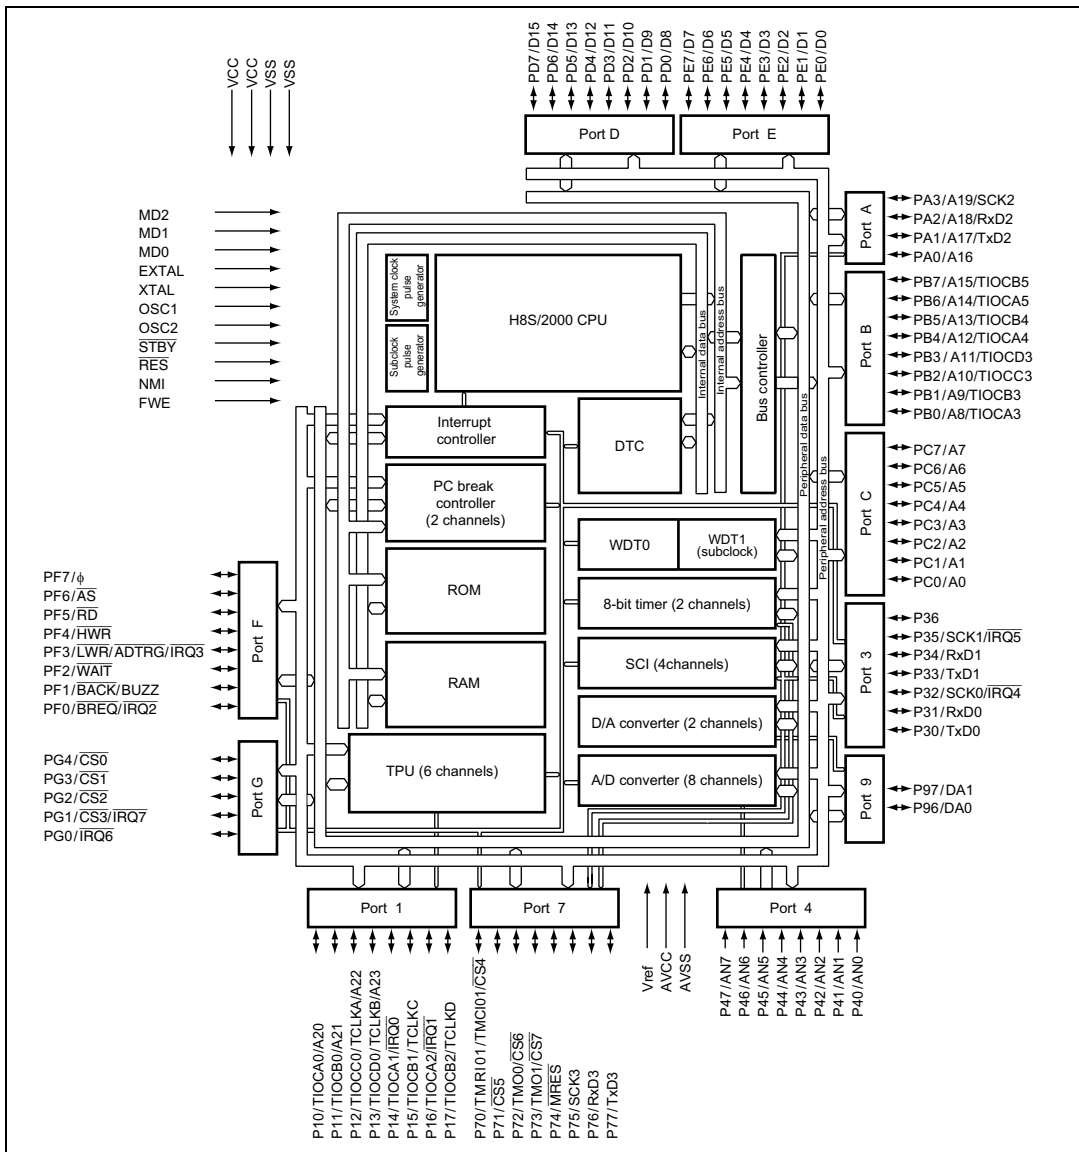 VCC
VCC
VSS
VSS
PD7/D15
PD6/D14
PD5/D13
PD4/D12
PD3/D11
PD2/D10
PD1/D9
PD0/D8
PE7/D7
PE6/D6
PE5/D5
PE4/D4
PE3/D3
PE2/D2
PE1/D1
PE0/D0
Port D
Port E
MD2
MD1
MD0
EXTAL
XTAL
OSC1
OSC2
STBY
RES
NMI
FWE
System clock
pulse
generator
Subclock
pulse
generator
H8S/2000 CPU
Internal data bus
Internal address bus
Bus controller
Peripheral data bus
Peripheral address bus
Interrupt
controller
DTC
PC break
controller
(2 channels)
WDT0
WDT1
(subclock)
ROM
8-bit timer (2 channels)
SCI (4channels)
RAM
D/A converter (2 channels)
TPU (6 channels)
A/D converter (8 channels)
Port A
PA3/A19/SCK2
PA2/A18/RxD2
PA1/A17/TxD2
PA0/A16
Port B
PB7/A15/TIOCB5
PB6/A14/TIOCA5
PB5/A13/TIOCB4
PB4/A12/TIOCA4
PB3/A11/TIOCD3
PB2/A10/TIOCC3
PB1/A9/TIOCB3
PB0/A8/TIOCA3
Port C
PC7/A7
PC6/A6
PC5/A5
PC4/A4
PC3/A3
PC2/A2
PC1/A1
PC0/A0
Port 3
P36
P35/SCK1/IRQ5
P34/RxD1
P33/TxD1
P32/SCK0/IRQ4
P31/RxD0
P30/TxD0
Port 9
P97/DA1
P96/DA0
PF7/ϕ
PF6/AS
PF5/RD
PF4/HWR
PF3/LWR/ADTRG/IRQ3
PF2/WAIT
PF1/BACK/BUZZ
PF0/BREQ/IRQ2
Port F
PG4/CS0
PG3/CS1
PG2/CS2
PG1/CS3/IRQ7
PG0/IRQ6
Port G
Port 1
Port 7
Port 4
P10/TIOCA0/A20
P11/TIOCB0/A21
P12/TIOCC0/TCLKA/A22
P13/TIOCD0/TCLKB/A23
P14/TIOCA1/IRQ0
P15/TIOCB1/TCLKC
P16/TIOCA2/IRQ1
P17/TIOCB2/TCLKD
P70/TMRI01/TMCI01/CS4
P71/CS5
P72/TMO0/CS6
P73/TMO1/CS7
P74/MRES
P75/SCK3
P76/RxD3
P77/TxD3
Vref
AVCC
AVSS
P47/AN7
P46/AN6
P45/AN5
P44/AN4
P43/AN3
P42/AN2
P41/AN1
P40/AN0